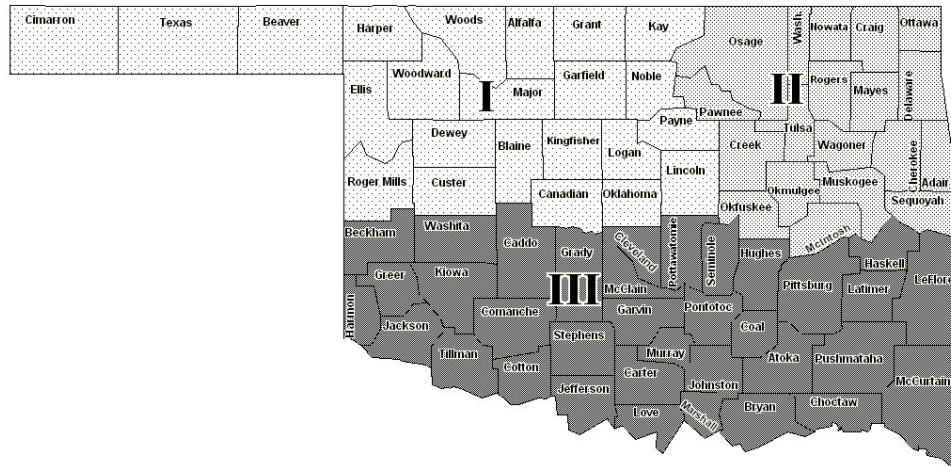 Cimarron
Texas
Beaver
Harper
Woods
Alfalfa
Grant
Kay
Osage
Wash.
Nowata
Craig
Ottawa
Ellis
Woodward
I
Major
Garfield
Noble
Pawnee
II
Rogers
Mayes
Delaware
Dewey
Blaine
Kingfisher
Logan
Payne
Creek
Tulsa
Wagoner
Cherokee
Adair
Roger Mills
Custer
Canadian
Oklahoma
Lincoln
Okmulgee
Muskogee
Sequoyah
Okfuskee
McIntosh
Beckham
Washita
Caddo
Grady
Cleveland
Pottawatomie
Seminole
Hughes
Haskell
LeFlore
Greer
Kiowa
III
McClain
Pittsburg
Latimer
Harmon
Jackson
Comanche
Garvin
Pontotoc
Coal
Tillman
Stephens
Murray
Atoka
Pushmataha
Cotton
Carter
Johnston
McCurtain
Jefferson
Love
Marshall
Bryan
Choctaw